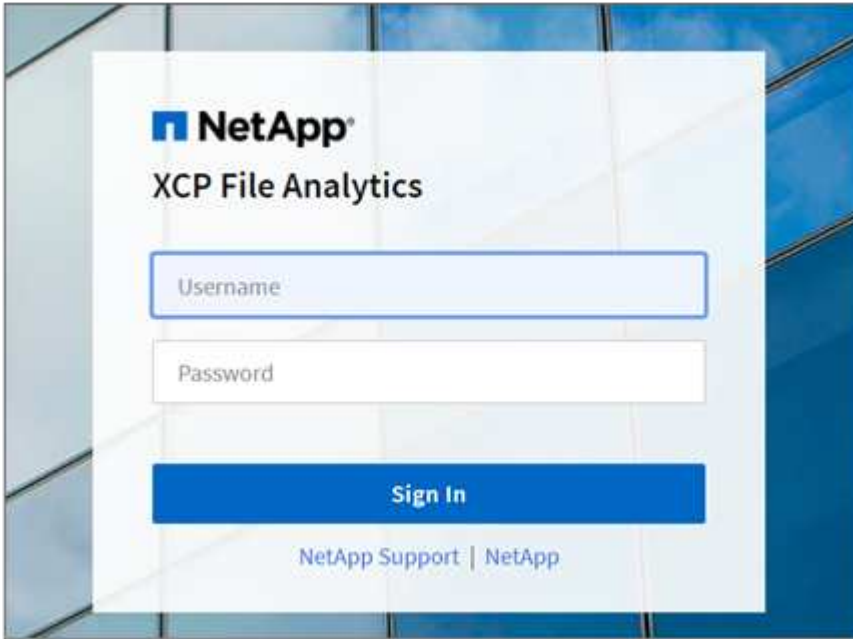 NetApp®
XCP File Analytics
Username
Password
Sign In
NetApp Support | NetApp